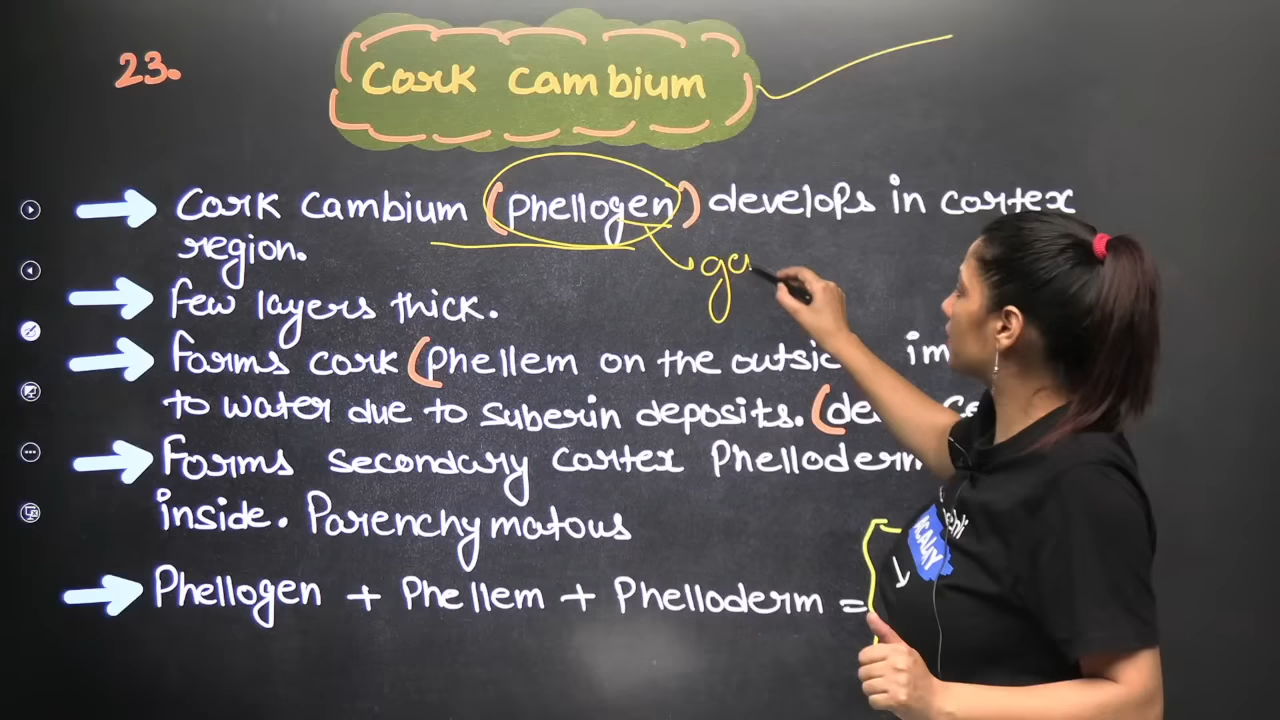 23.
Cork cambium
Cork cambium (phellogen) develops in cortex
region.
Few layers thick.
Forms cork (Phellem on the outside im
to water due to suberin deposits. (de
Forms secondary cortex Phelloderm
inside. Parenchymatous
Phellogen + Phellem + Phelloderm =